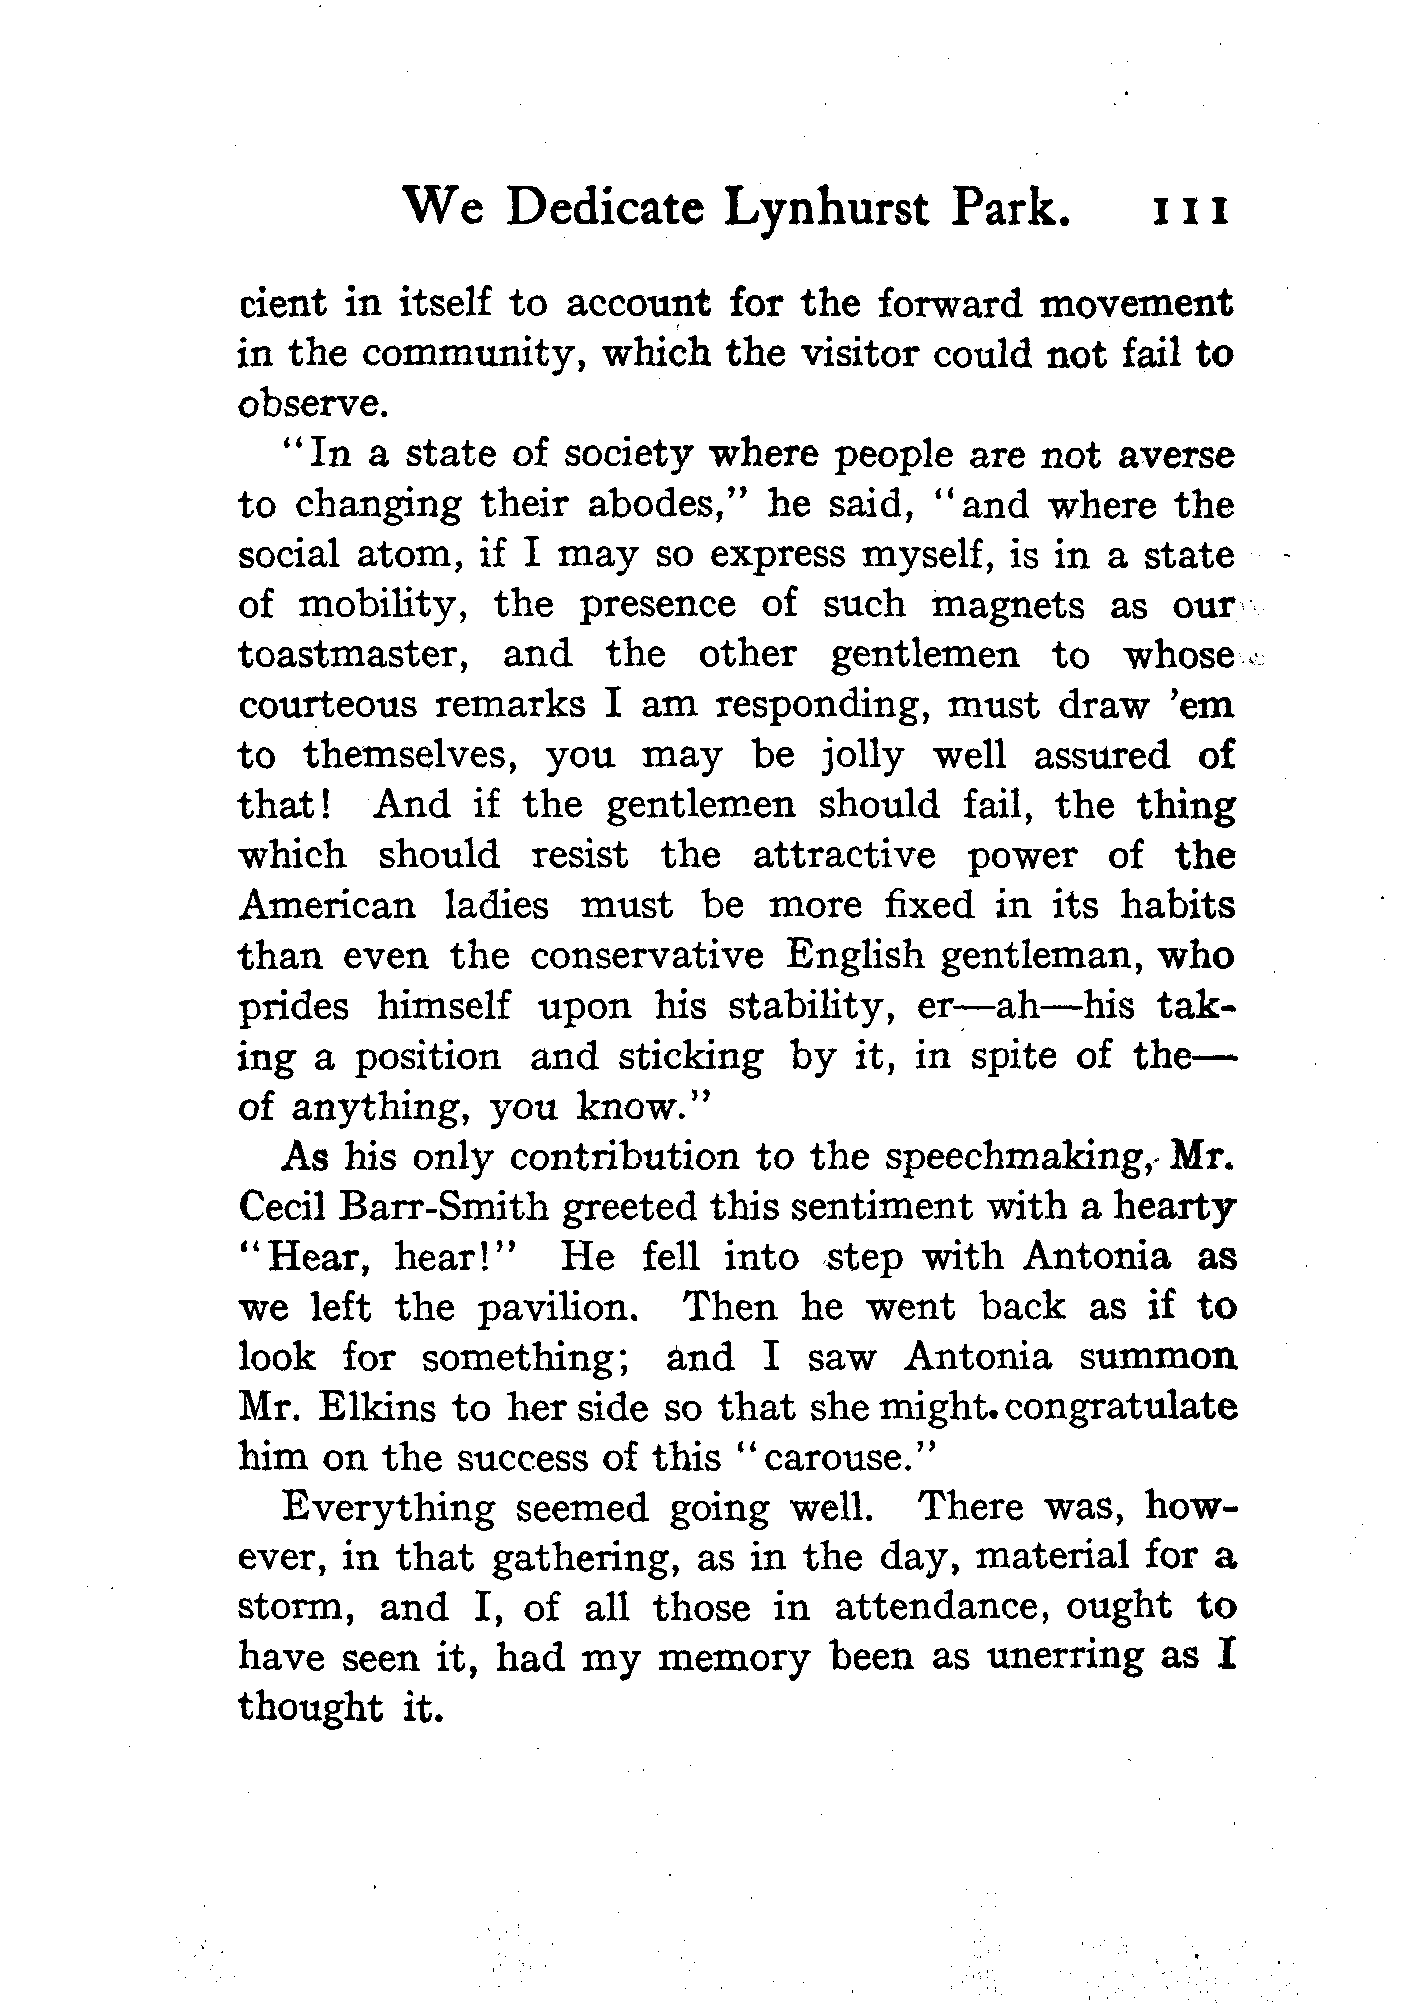 We Dedicate Lynhurst Park. 111
cient in itself to account for the forward movement
in the community, which the visitor could not fail to
observe.
"In a state of society where people are not averse
to changing their abodes," he said, "and where the
social atom, if I may so express myself, is in a state
of mobility, the presence of such magnets as our
toastmaster, and the other gentlemen to whose
courteous remarks I am responding, must draw 'em
to themselves, you may be jolly well assured of
that! And if the gentlemen should fail, the thing
which should resist the attractive power of the
American ladies must be more fixed in its habits
than even the conservative English gentleman, who
prides himself upon his stability, er—ah—his tak-
ing a position and sticking by it, in spite of the—
of anything, you know."
As his only contribution to the speechmaking, Mr.
Cecil Barr-Smith greeted this sentiment with a hearty
"Hear, hear!" He fell into step with Antonia as
we left the pavilion. Then he went back as if to
look for something; and I saw Antonia summon
Mr. Elkins to her side so that she might congratulate
him on the success of this "carouse."
Everything seemed going well. There was, how-
ever, in that gathering, as in the day, material for a
storm, and I, of all those in attendance, ought to
have seen it, had my memory been as unerring as I
thought it.